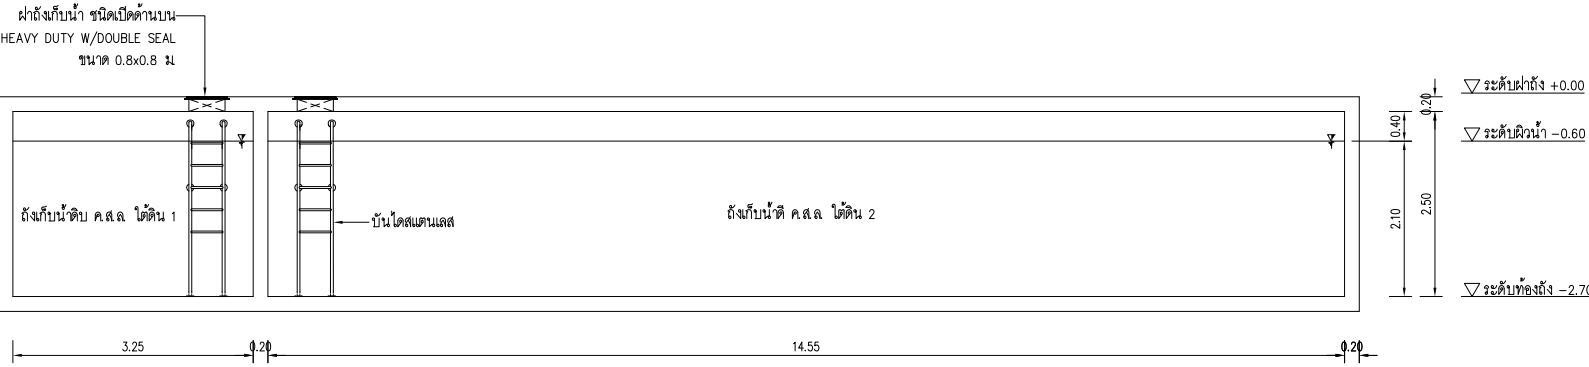 ฝาถังเก็บน้ำ ชนิดเปิดด้านบน
HEAVY DUTY W/DOUBLE SEAL
ขนาด 0.8x0.8 ม.
ระดับฝาถัง +0.00
0.20
0.40
ระดับผิวน้ำ -0.60
ถังเก็บน้ำดิบ ค.ส.ล. ใต้ดิน 1
บันไดสแตนเลส
ถังเก็บน้ำดี ค.ส.ล. ใต้ดิน 2
2.10
2.50
ระดับท้องถัง -2.70
3.25
0.20
14.55
0.20